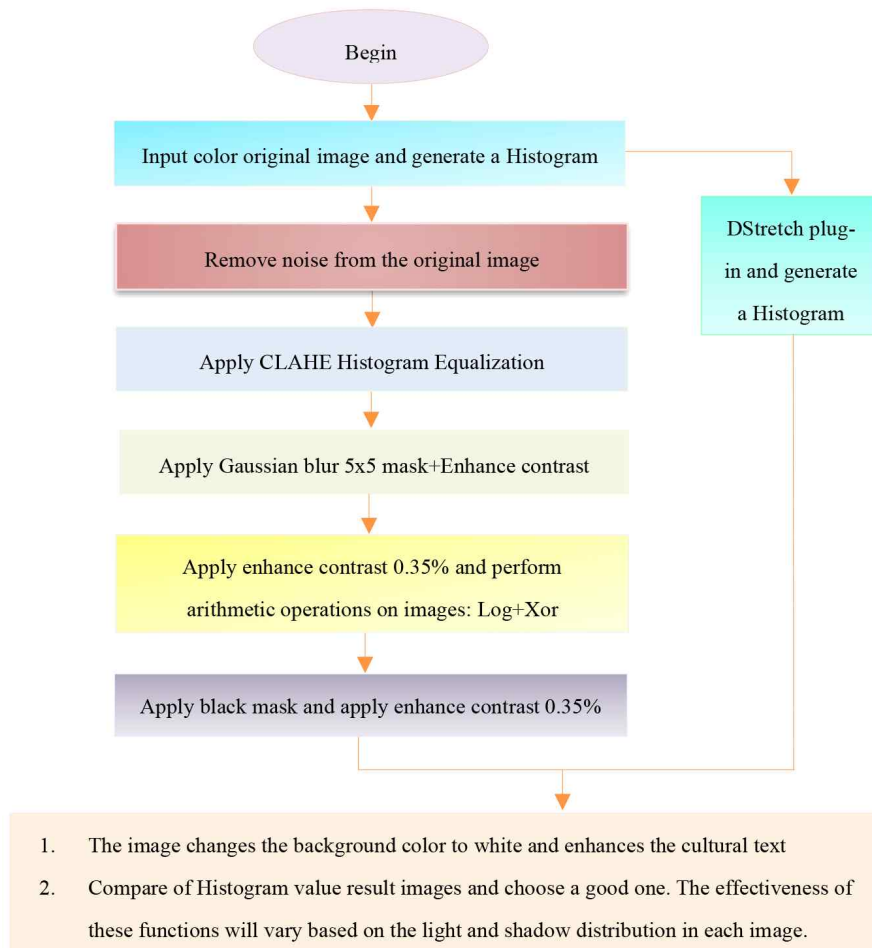 Begin
Input color original image and generate a Histogram
Remove noise from the original image
DStretch plug-
in and generate
a Histogram
Apply CLAHE Histogram Equalization
Apply Gaussian blur 5x5 mask+Enhance contrast
Apply enhance contrast 0.35% and perform
arithmetic operations on images: Log+Xor
Apply black mask and apply enhance contrast 0.35%
1. The image changes the background color to white and enhances the cultural text
2. Compare of Histogram value result images and choose a good one. The effectiveness of
these functions will vary based on the light and shadow distribution in each image.